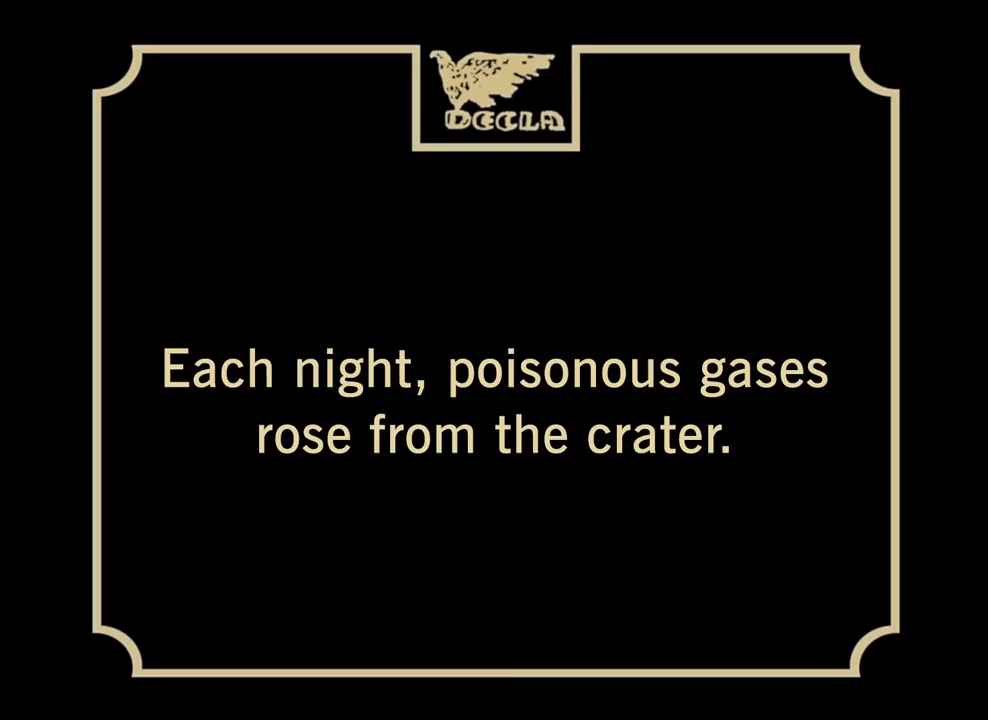 DECLA
Each night, poisonous gases
rose from the crater.